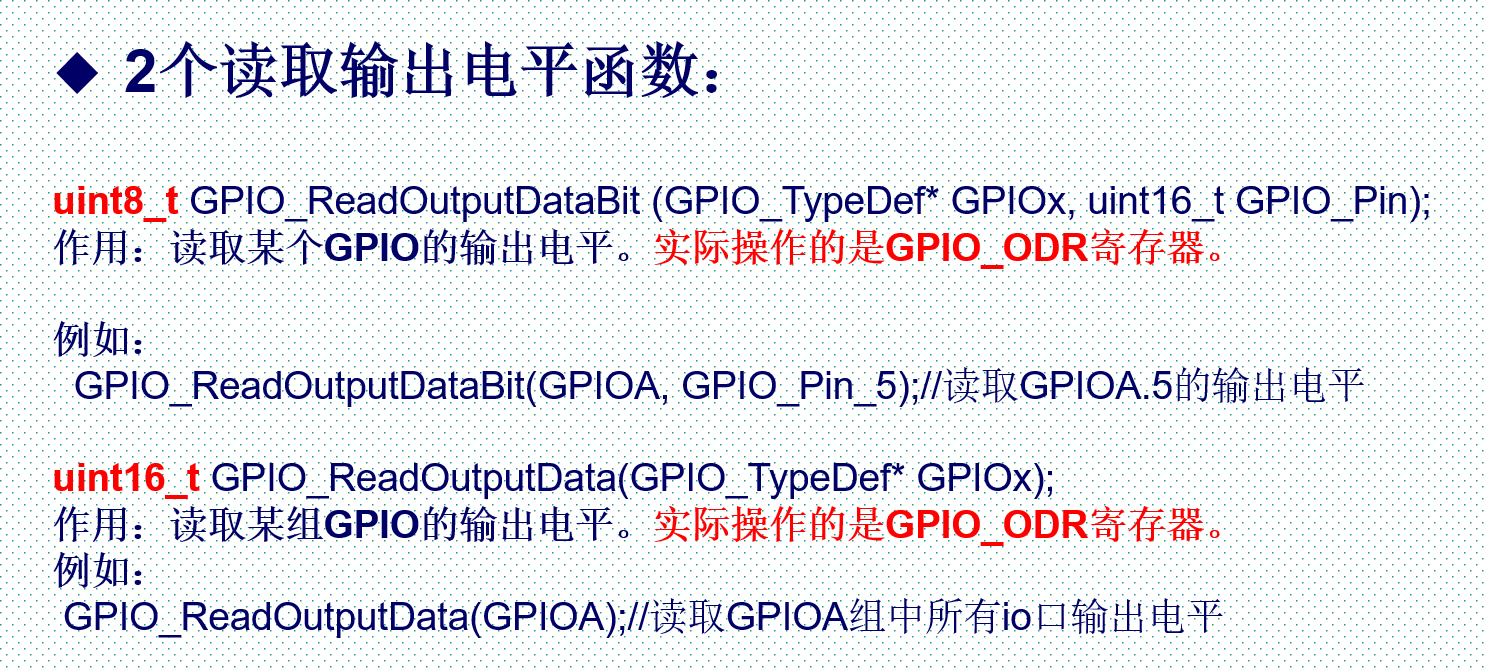 ◆ 2个读取输出电平函数：
uint8_t GPIO_ReadOutputDataBit (GPIO_TypeDef* GPIOx, uint16_t GPIO_Pin);
作用：读取某个GPIO的输出电平。实际操作的是GPIO_ODR寄存器。
例如：
GPIO_ReadOutputDataBit(GPIOA, GPIO_Pin_5);//读取GPIOA.5的输出电平
uint16_t GPIO_ReadOutputData(GPIO_TypeDef* GPIOx);
作用：读取某组GPIO的输出电平。实际操作的是GPIO_ODR寄存器。
例如：
GPIO_ReadOutputData(GPIOA);//读取GPIOA组中所有io口输出电平